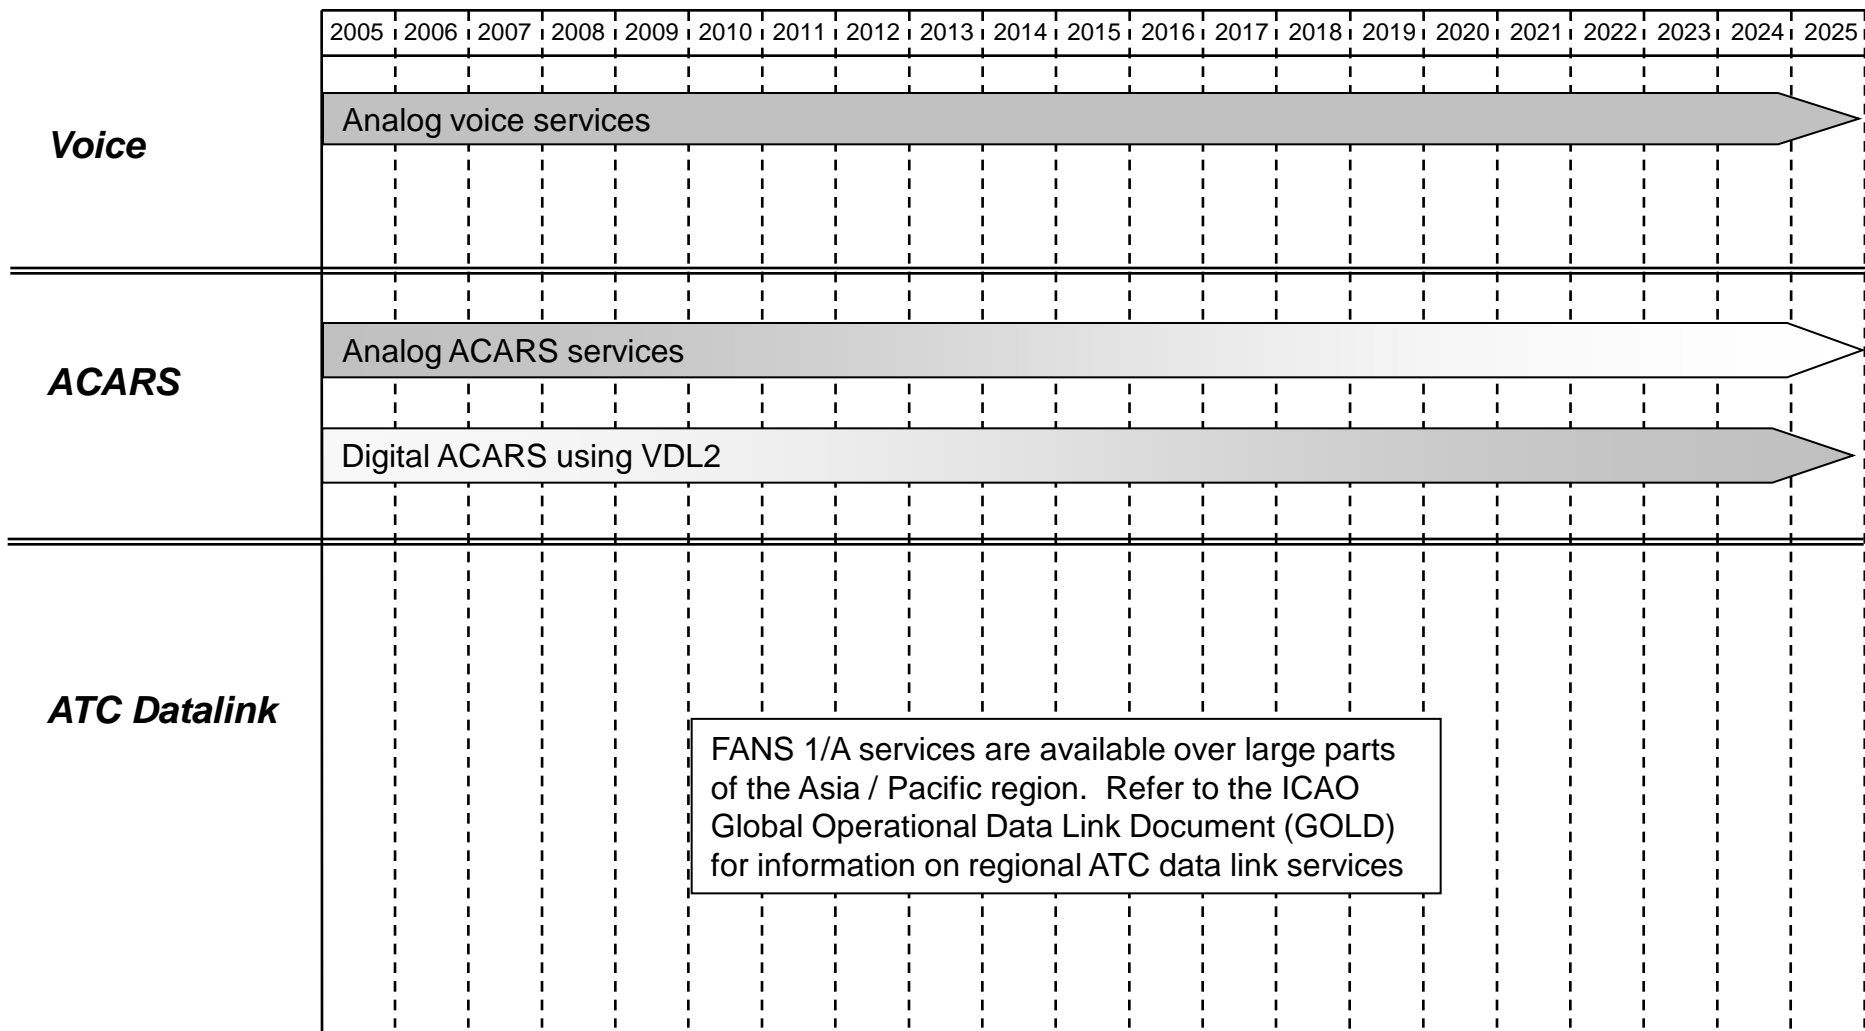 2005 2006 2007 2008 2009 2010 2011 2012 2013 2014 2015 2016 2017 2018 2019 2020 2021 2022 2023 2024 2025
Voice
Analog voice services
ACARS
Analog ACARS services
Digital ACARS using VDL2
ATC Datalink
FANS 1/A services are available over large parts
of the Asia / Pacific region.  Refer to the ICAO
Global Operational Data Link Document (GOLD)
for information on regional ATC data link services